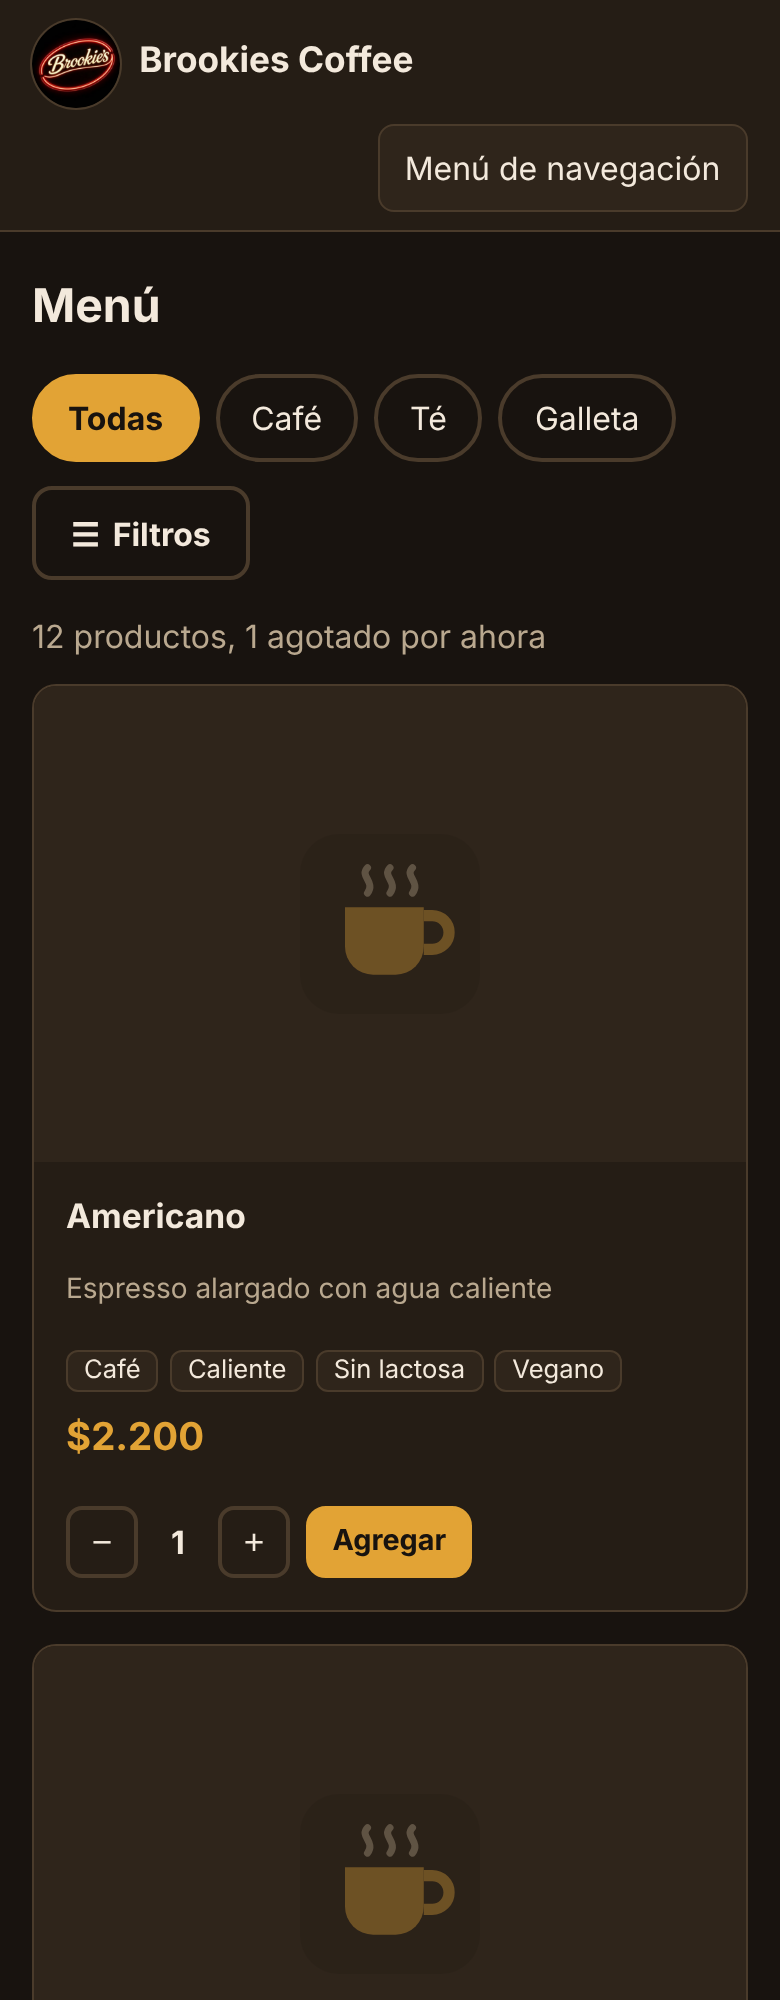 Brookies
Brookies Coffee
Menú de navegación
Menú
Todas
Café
Té
Galleta
☰ Filtros
12 productos, 1 agotado por ahora
Americano
Espresso alargado con agua caliente
Café
Caliente
Sin lactosa
Vegano
$2.200
− 1 + Agregar